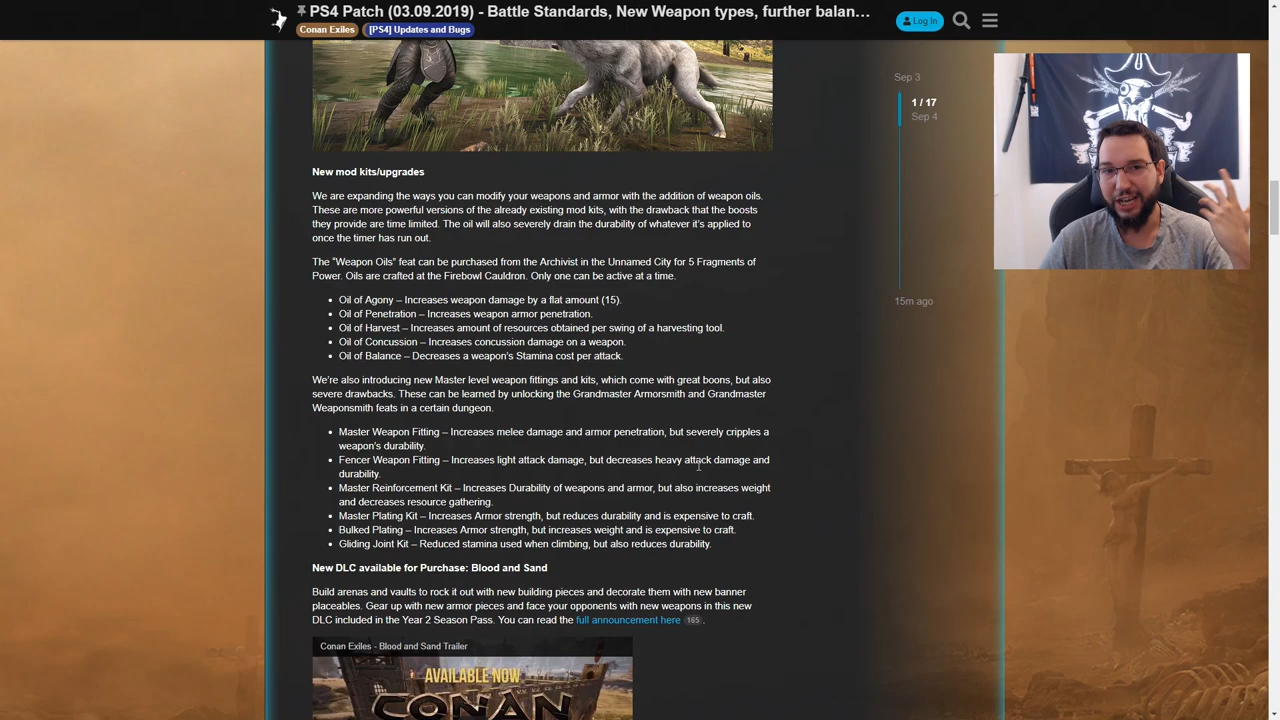 PS4 Patch (03.09.2019) - Battle Standards, New Weapon types, further balan…
Conan Exiles
[PS4] Updates and Bugs
Log In
Sep 3
1 / 17
Sep 4
15m ago
New mod kits/upgrades
We are expanding the ways you can modify your weapons and armor with the addition of weapon oils.
These are more powerful versions of the already existing mod kits, with the drawback that the boosts
they provide are time limited. The oil will also severely drain the durability of whatever it's applied to
once the timer has run out.
The "Weapon Oils" feat can be purchased from the Archivist in the Unnamed City for 5 Fragments of
Power. Oils are crafted at the Firebowl Cauldron. Only one can be active at a time.
• Oil of Agony – Increases weapon damage by a flat amount (15).
• Oil of Penetration – Increases weapon armor penetration.
• Oil of Harvest – Increases amount of resources obtained per swing of a harvesting tool.
• Oil of Concussion – Increases concussion damage on a weapon.
• Oil of Balance – Decreases a weapon's Stamina cost per attack.
We're also introducing new Master level weapon fittings and kits, which come with great boons, but also
severe drawbacks. These can be learned by unlocking the Grandmaster Armorsmith and Grandmaster
Weaponsmith feats in a certain dungeon.
• Master Weapon Fitting – Increases melee damage and armor penetration, but severely cripples a
weapon's durability.
• Fencer Weapon Fitting – Increases light attack damage, but decreases heavy attack damage and
durability.
• Master Reinforcement Kit – Increases Durability of weapons and armor, but also increases weight
and decreases resource gathering.
• Master Plating Kit – Increases Armor strength, but reduces durability and is expensive to craft.
• Bulked Plating – Increases Armor strength, but increases weight and is expensive to craft.
• Gliding Joint Kit – Reduced stamina used when climbing, but also reduces durability.
New DLC available for Purchase: Blood and Sand
Build arenas and vaults to rock it out with new building pieces and decorate them with new banner
placeables. Gear up with new armor pieces and face your opponents with new weapons in this new
DLC included in the Year 2 Season Pass. You can read the full announcement here 165 .
Conan Exiles - Blood and Sand Trailer
AVAILABLE NOW
CONAN